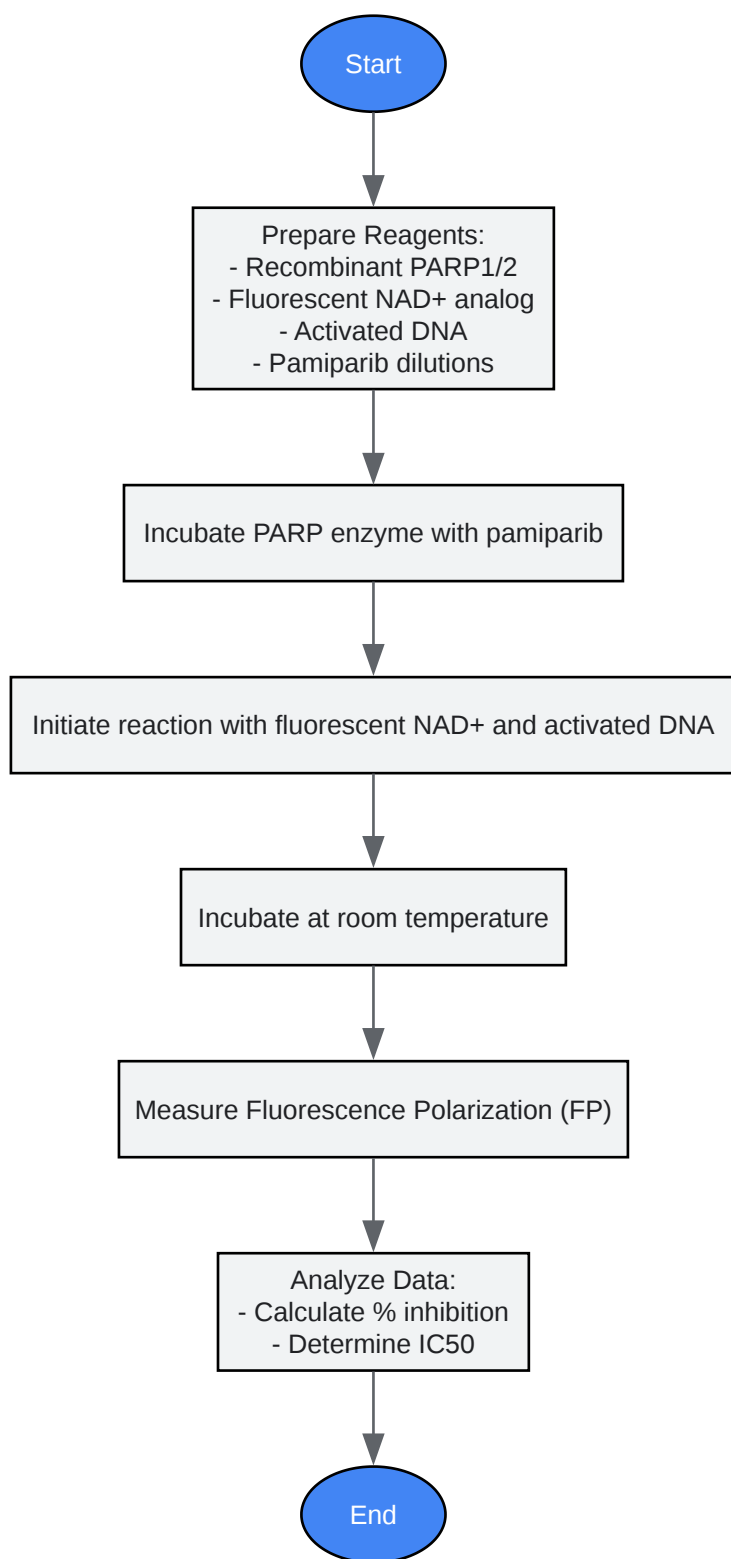 Start
Prepare Reagents:
- Recombinant PARP1/2
- Fluorescent NAD+ analog
- Activated DNA
- Pamiparib dilutions
Incubate PARP enzyme with pamiparib
Initiate reaction with fluorescent NAD+ and activated DNA
Incubate at room temperature
Measure Fluorescence Polarization (FP)
Analyze Data:
- Calculate % inhibition
- Determine IC50
End